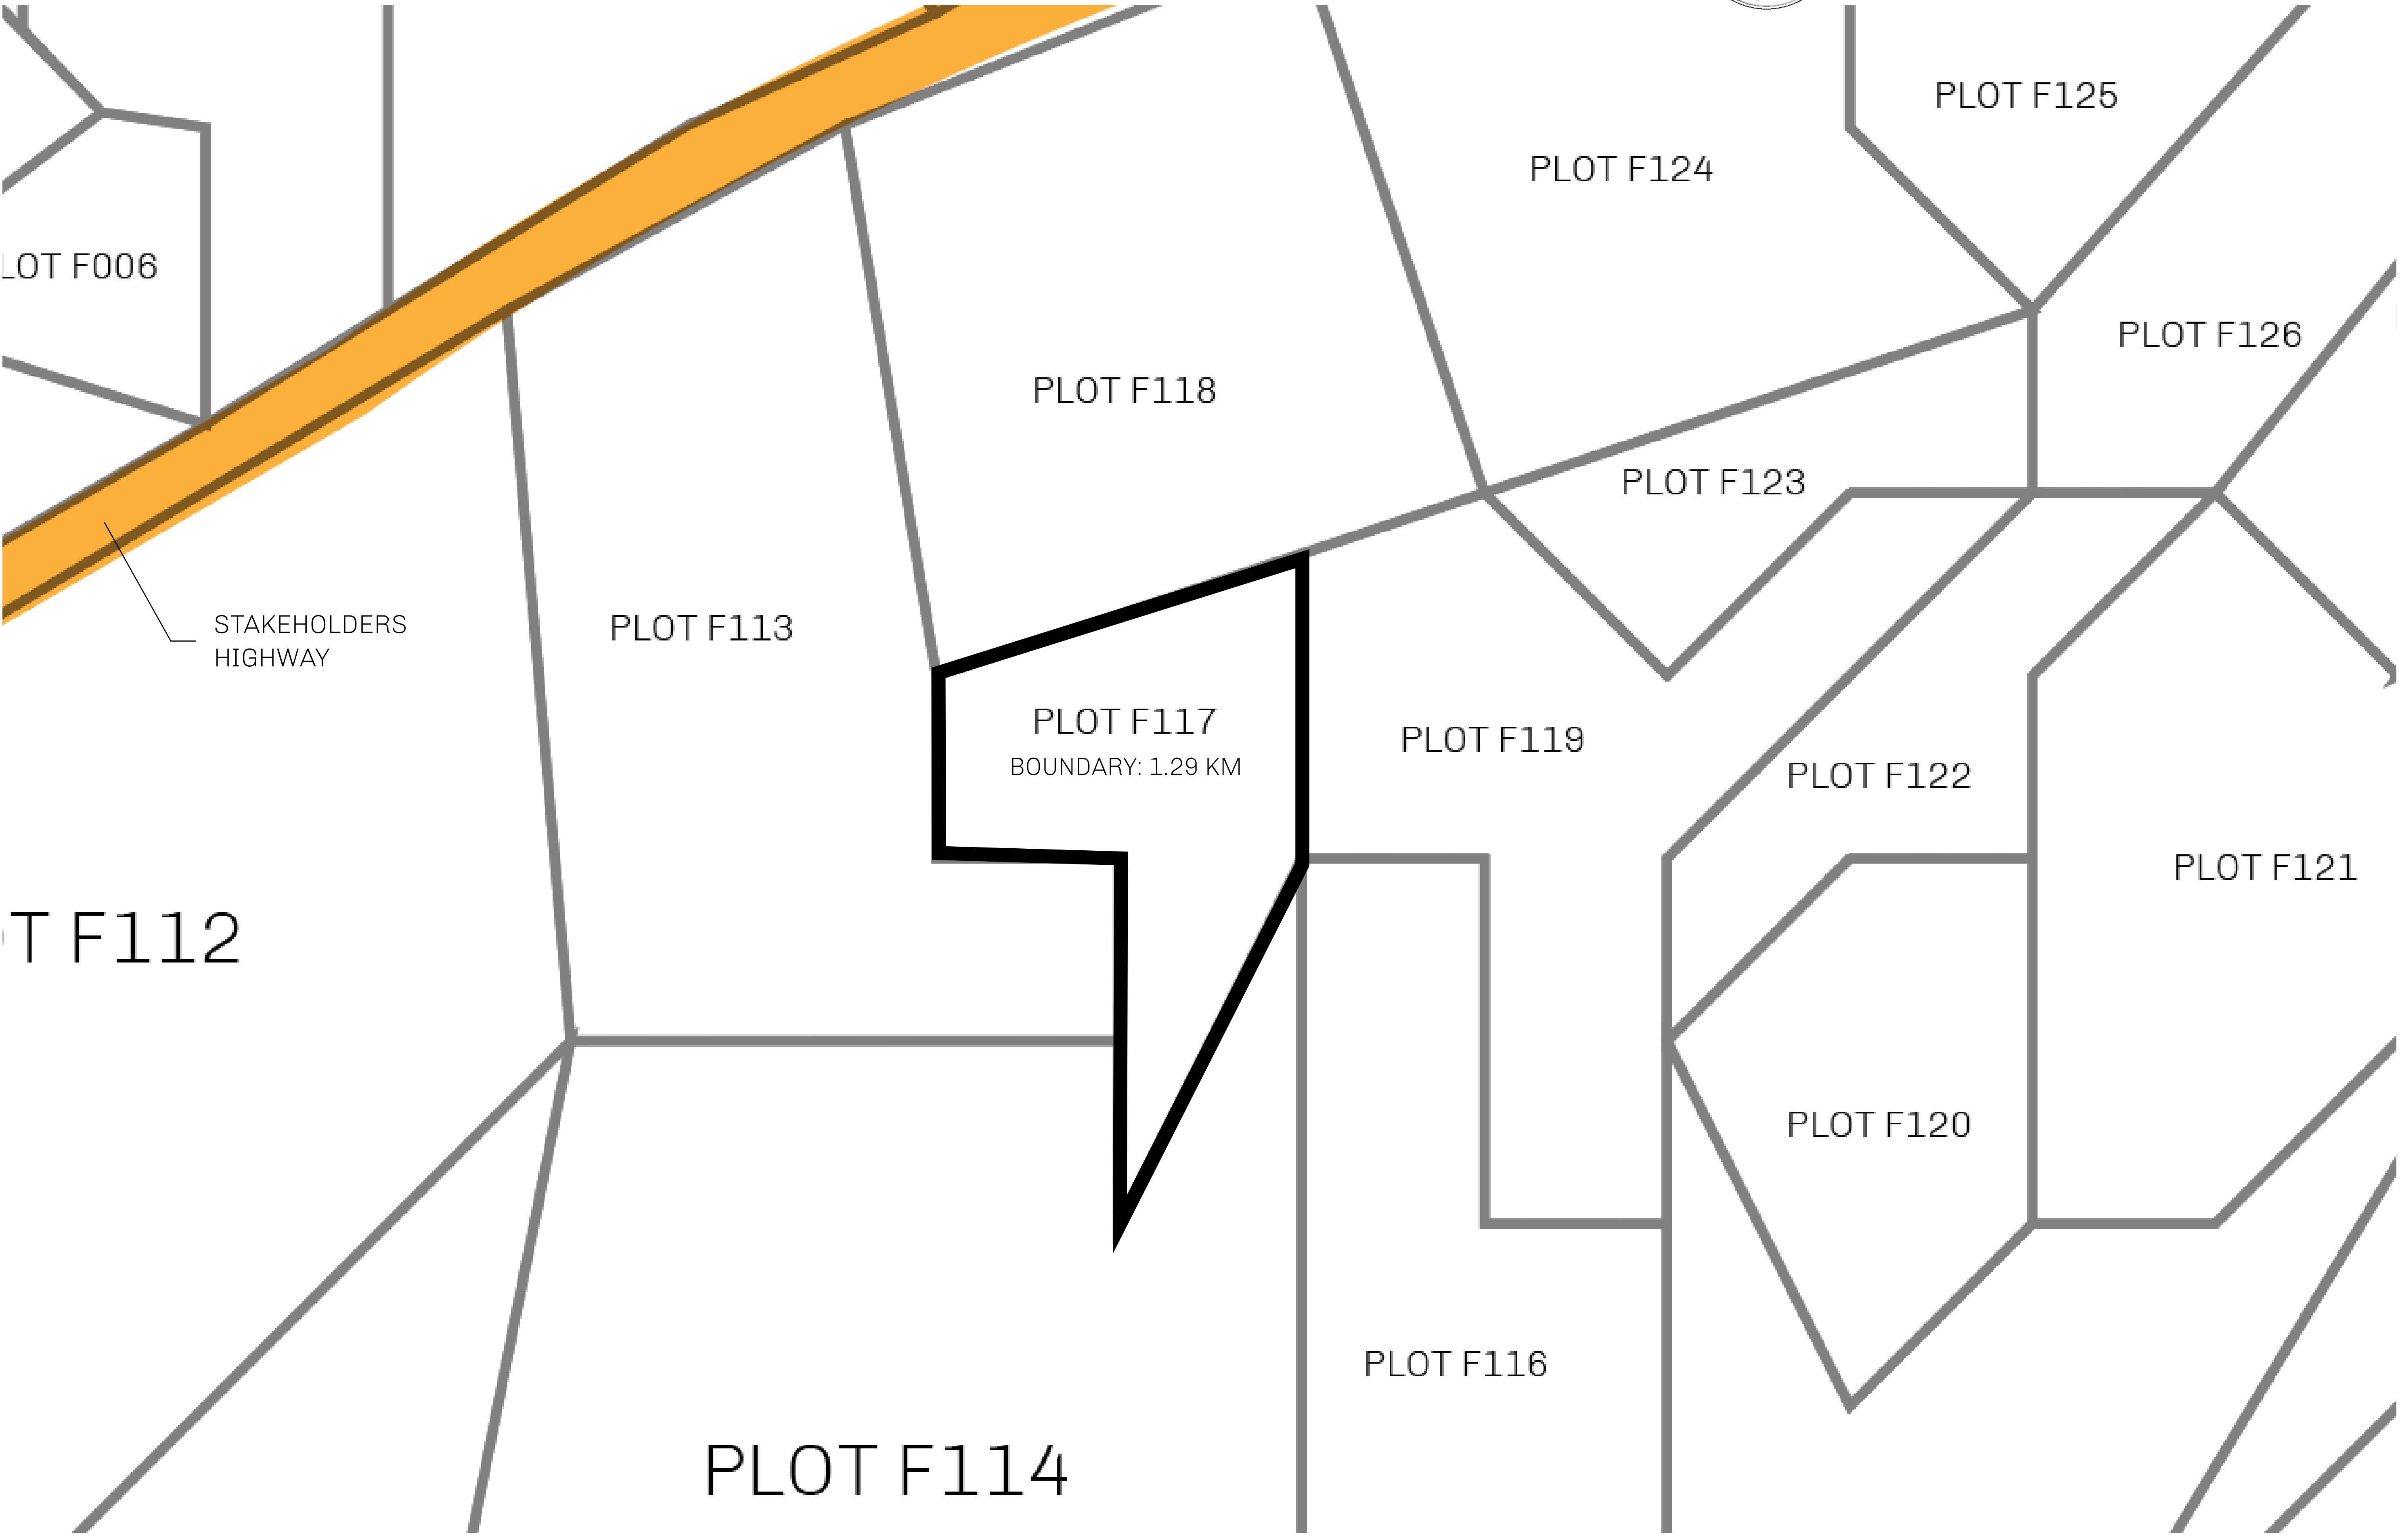 PLOT F125
PLOT F124
LOT F006
PLOT F126
PLOT F118
PLOT F123
STAKEHOLDERS
HIGHWAY
PLOT F113
PLOT F117
BOUNDARY: 1.29 KM
PLOT F119
PLOT F122
PLOT F121
T F112
PLOT F120
PLOT F116
PLOT F114